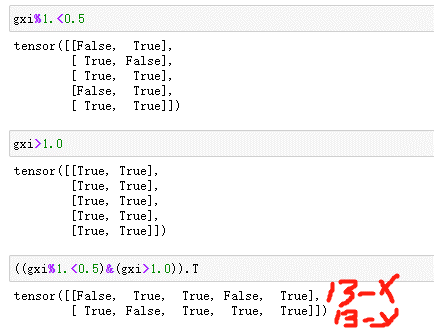 gxi%1.<0.5
tensor([[False,  True],
        [ True, False],
        [ True,  True],
        [False,  True],
        [ True,  True]])
gxi>1.0
tensor([[True, True],
        [True, True],
        [True, True],
        [True, True],
        [True, True]])
((gxi%1.<0.5)&(gxi>1.0)).T
tensor([[False,  True,  True, False,  True], 13-X
        [ True, False,  True,  True,  True]]) 13-y